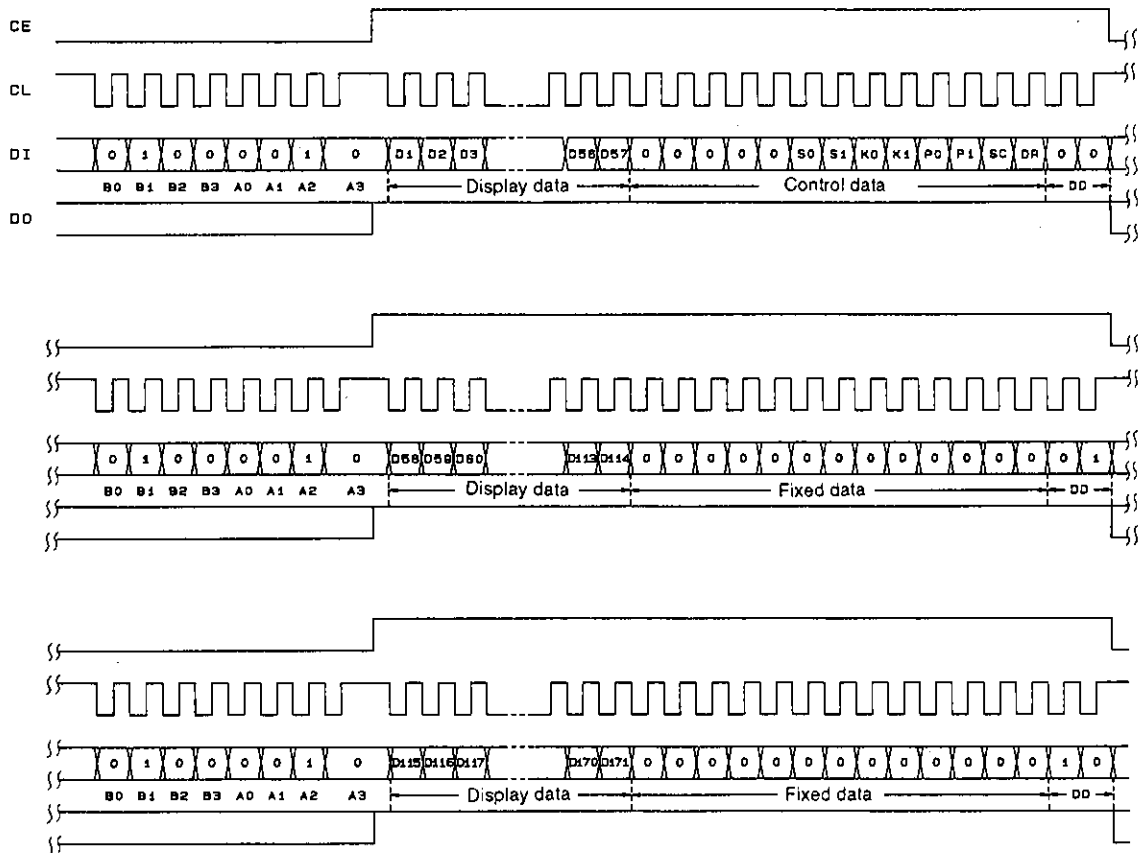 CE
CL
DI 0 1 0 0 0 0 1 0 D1 D2 D3 D56 D57 0 0 0 0 0 S0 S1 K0 K1 P0 P1 SC DR 0 0
B0 B1 B2 B3 A0 A1 A2 A3 Display data Control data DD
DO
0 1 0 0 0 0 1 0 D58 D59 D60 D113 D114 0 0 0 0 0 0 0 0 0 0 0 0 0 0 1
B0 B1 B2 B3 A0 A1 A2 A3 Display data Fixed data DD
0 1 0 0 0 0 1 0 D115 D116 D117 D170 D171 0 0 0 0 0 0 0 0 0 0 0 0 0 1 0
B0 B1 B2 B3 A0 A1 A2 A3 Display data Fixed data DD